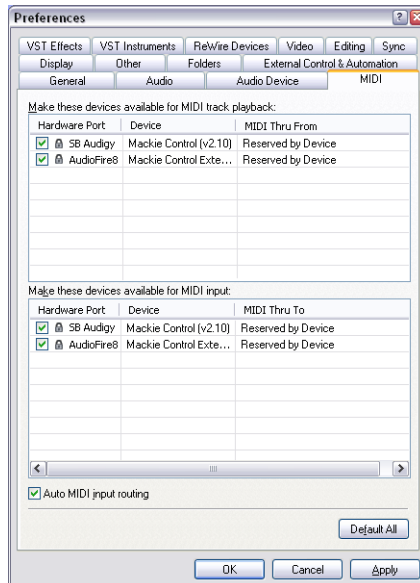 Preferences
VST Effects VST Instruments ReWire Devices Video Editing Sync
Display Other Folders External Control & Automation
General Audio Audio Device MIDI
Make these devices available for MIDI track playback:
Hardware Port Device MIDI Thru From
SB Audigy Mackie Control (v2.10) Reserved by Device
AudioFire8 Mackie Control Exte... Reserved by Device
Make these devices available for MIDI input:
Hardware Port Device MIDI Thru To
SB Audigy Mackie Control (v2.10) Reserved by Device
AudioFire8 Mackie Control Exte... Reserved by Device
Auto MIDI input routing
Default All
OK Cancel Apply